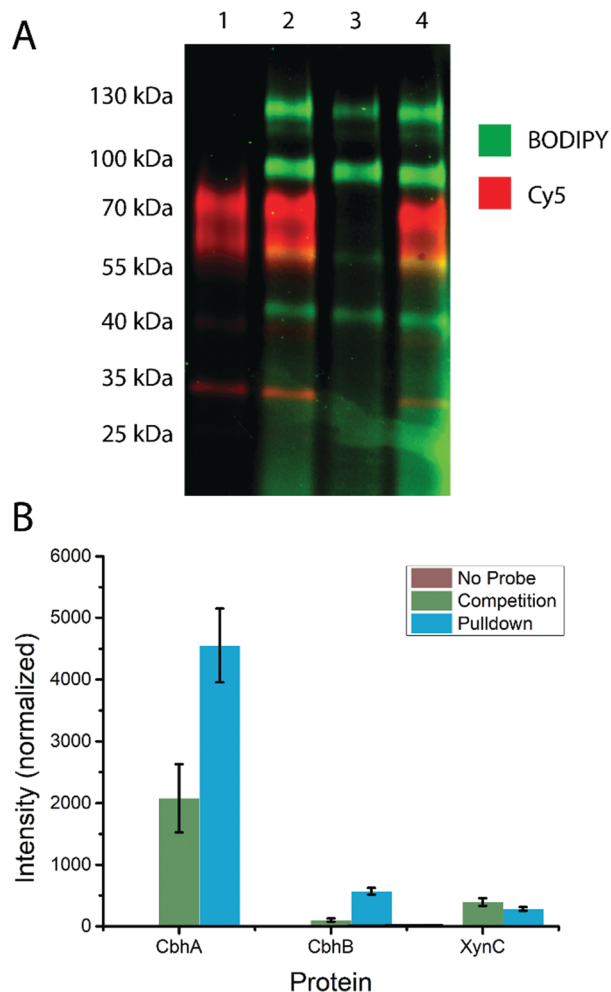 A
1 2 3 4
130 kDa
100 kDa
70 kDa
55 kDa
40 kDa
35 kDa
25 kDa
BODIPY
Cy5
B
6000
5000
4000
3000
2000
1000
0
Intensity (normalized)
No Probe
Competition
Pulldown
CbhA CbhB XynC
Protein